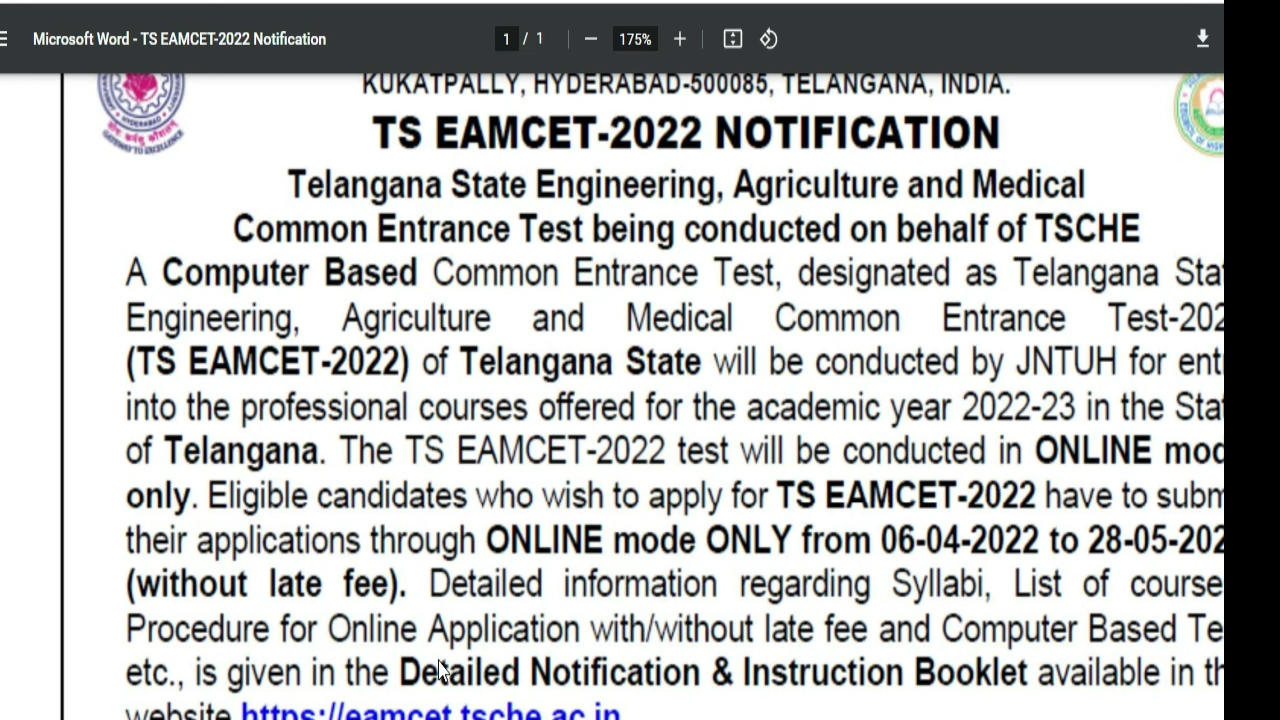 Microsoft Word - TS EAMCET-2022 Notification
1 / 1
175%
KUKATPALLY, HYDERABAD-500085, TELANGANA, INDIA.
TS EAMCET-2022 NOTIFICATION
Telangana State Engineering, Agriculture and Medical
Common Entrance Test being conducted on behalf of TSCHE
A Computer Based Common Entrance Test, designated as Telangana Sta
Engineering, Agriculture and Medical Common Entrance Test-202
(TS EAMCET-2022) of Telangana State will be conducted by JNTUH for ent
into the professional courses offered for the academic year 2022-23 in the Sta
of Telangana. The TS EAMCET-2022 test will be conducted in ONLINE mod
only. Eligible candidates who wish to apply for TS EAMCET-2022 have to subm
their applications through ONLINE mode ONLY from 06-04-2022 to 28-05-202
(without late fee). Detailed information regarding Syllabi, List of course
Procedure for Online Application with/without late fee and Computer Based Te
etc., is given in the Detailed Notification & Instruction Booklet available in th
website https://eamcet.tsche.ac.in